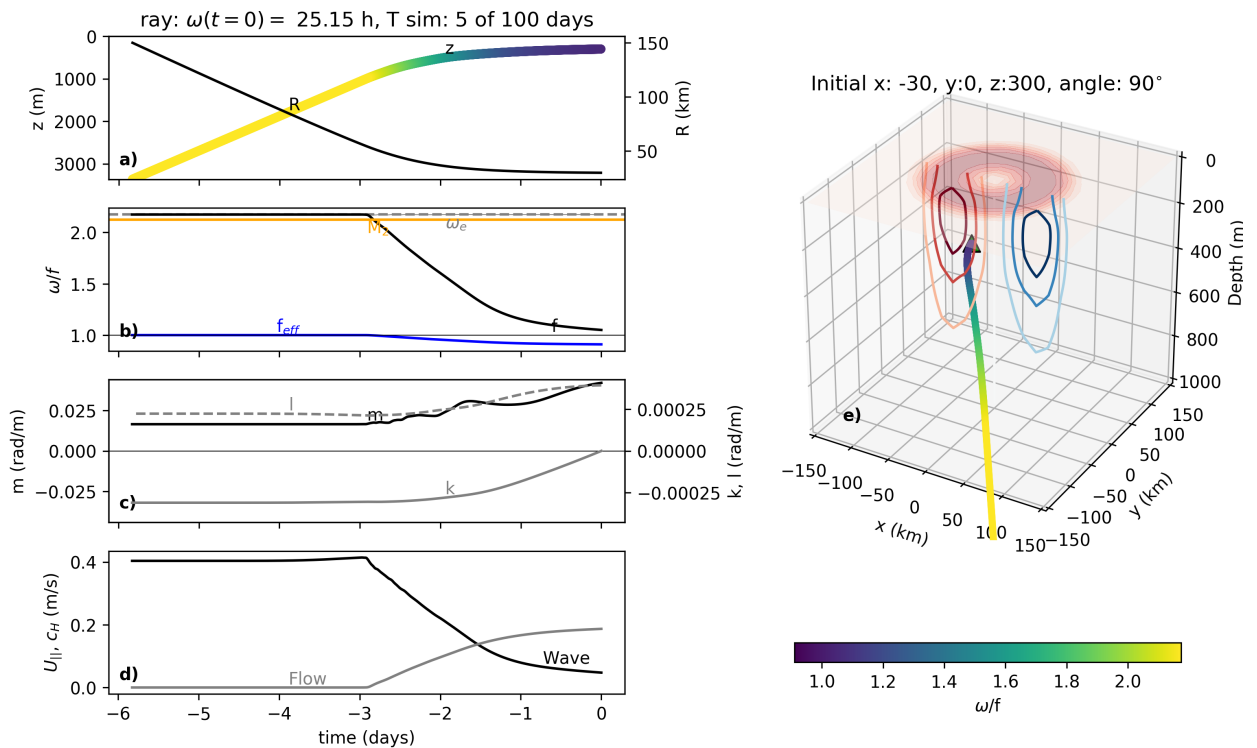 ray: ω(t = 0) = 25.15 h, T sim: 5 of 100 days
0
1000
2000
3000
z (m)
150
100
50
R (km)
z
R
a)
2.0
1.5
1.0
ω/f
M₂
ωₑ
f_eff
f
b)
0.025
0.000
−0.025
m (rad/m)
0.00025
0.00000
−0.00025
k, l (rad/m)
l
m
k
c)
0.4
0.2
0.0
U_||, c_H (m/s)
Wave
Flow
d)
−6 −5 −4 −3 −2 −1 0
time (days)
Initial x: -30, y:0, z:300, angle: 90°
0
200
400
600
800
1000
Depth (m)
e)
−150 −100 −50 0 50 100 150
x (km)
−150 −100 −50 0 50 100 150
y (km)
1.0 1.2 1.4 1.6 1.8 2.0
ω/f